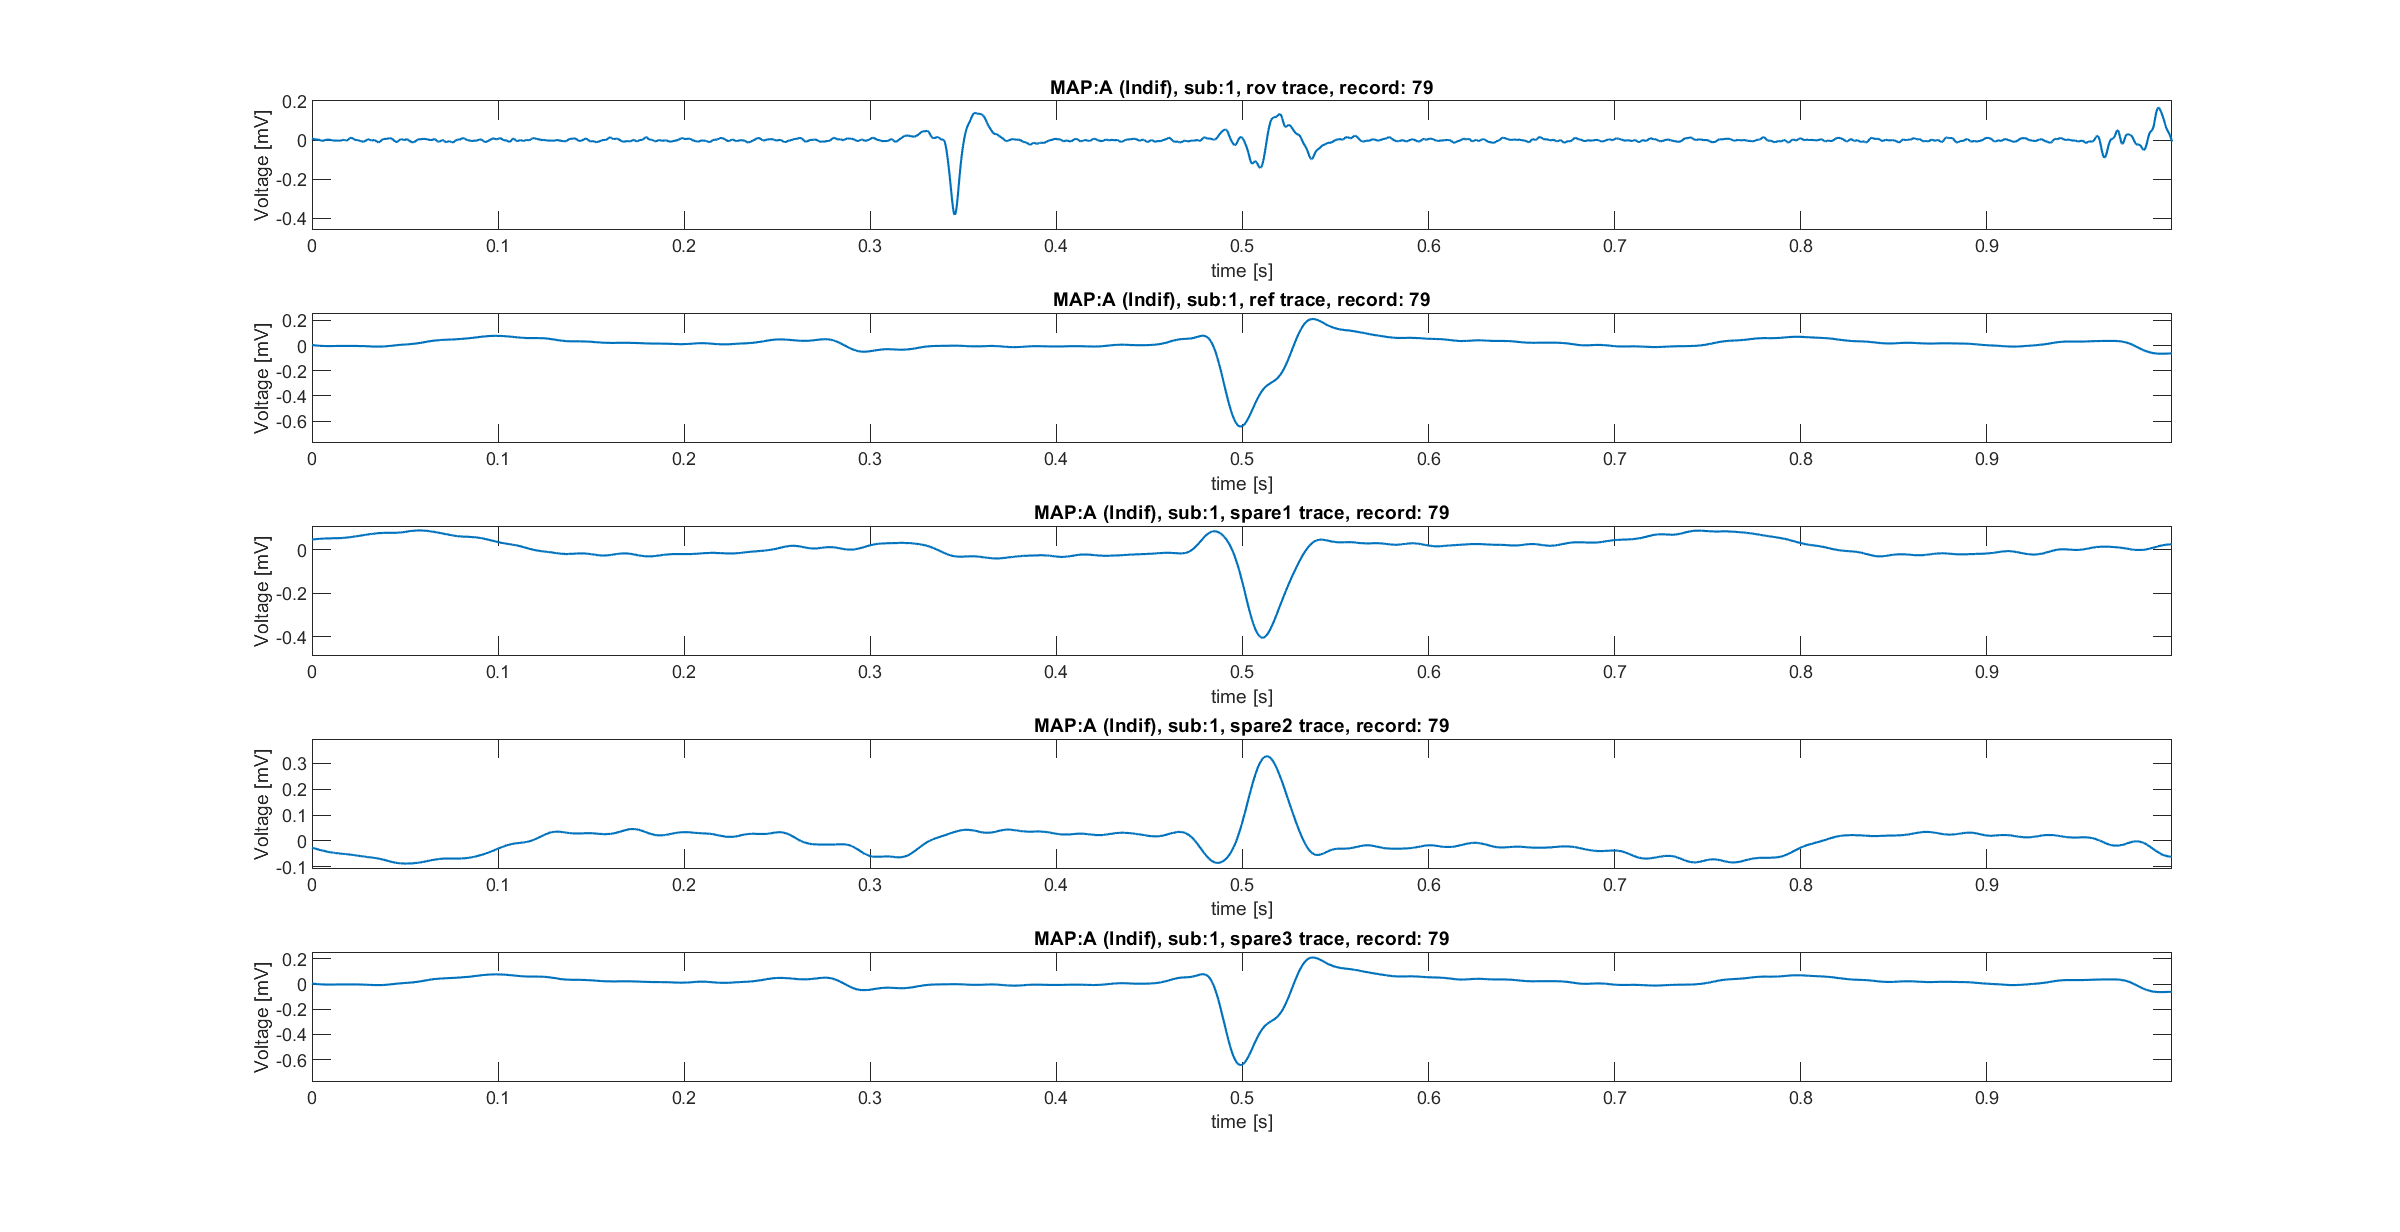 MAP:A (Indif), sub:1, rov trace, record: 79
Voltage [mV]
0.2
0
-0.2
-0.4
0 0.1 0.2 0.3 0.4 0.5 0.6 0.7 0.8 0.9
time [s]
MAP:A (Indif), sub:1, ref trace, record: 79
Voltage [mV]
0.2
0
-0.2
-0.4
-0.6
0 0.1 0.2 0.3 0.4 0.5 0.6 0.7 0.8 0.9
time [s]
MAP:A (Indif), sub:1, spare1 trace, record: 79
Voltage [mV]
0
-0.2
-0.4
0 0.1 0.2 0.3 0.4 0.5 0.6 0.7 0.8 0.9
time [s]
MAP:A (Indif), sub:1, spare2 trace, record: 79
Voltage [mV]
0.3
0.2
0.1
0
-0.1
0 0.1 0.2 0.3 0.4 0.5 0.6 0.7 0.8 0.9
time [s]
MAP:A (Indif), sub:1, spare3 trace, record: 79
Voltage [mV]
0.2
0
-0.2
-0.4
-0.6
0 0.1 0.2 0.3 0.4 0.5 0.6 0.7 0.8 0.9
time [s]